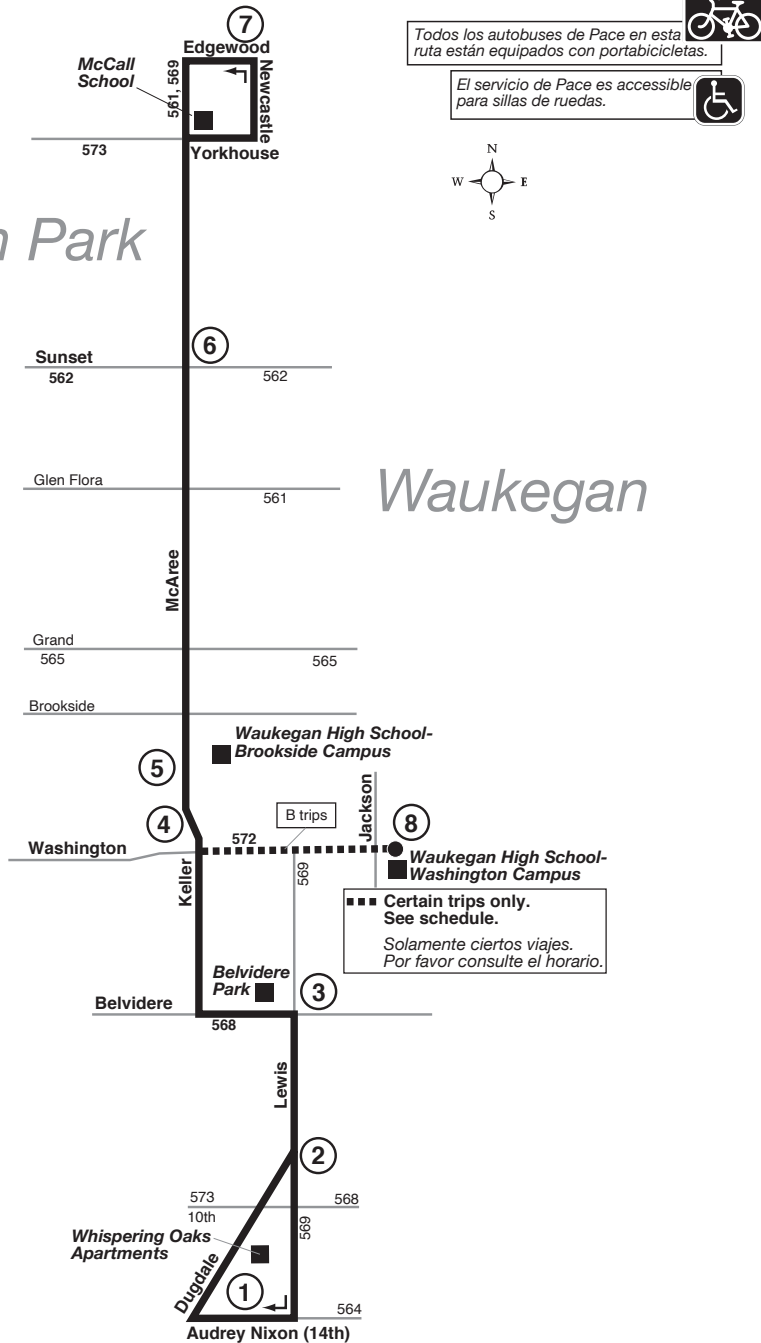 7
Edgewood
Todos los autobuses de Pace en esta
ruta están equipados con portabicicletas.
McCall
School
561, 569
Newcastle
El servicio de Pace es accessible
para sillas de ruedas.
573
Yorkhouse
N
W
E
S
Park
6
Sunset
562
562
Glen Flora
561
Waukegan
McAree
Grand
565
565
Brookside
Waukegan High School-
Brookside Campus
5
4
B trips
Jackson
8
Washington
572
Waukegan High School-
Washington Campus
Keller
569
Certain trips only.
See schedule.
Solamente ciertos viajes.
Por favor consulte el horario.
Belvidere
Park
3
Belvidere
568
Lewis
2
573
568
10th
569
Whispering Oaks
Apartments
Dugdale
1
564
Audrey Nixon (14th)